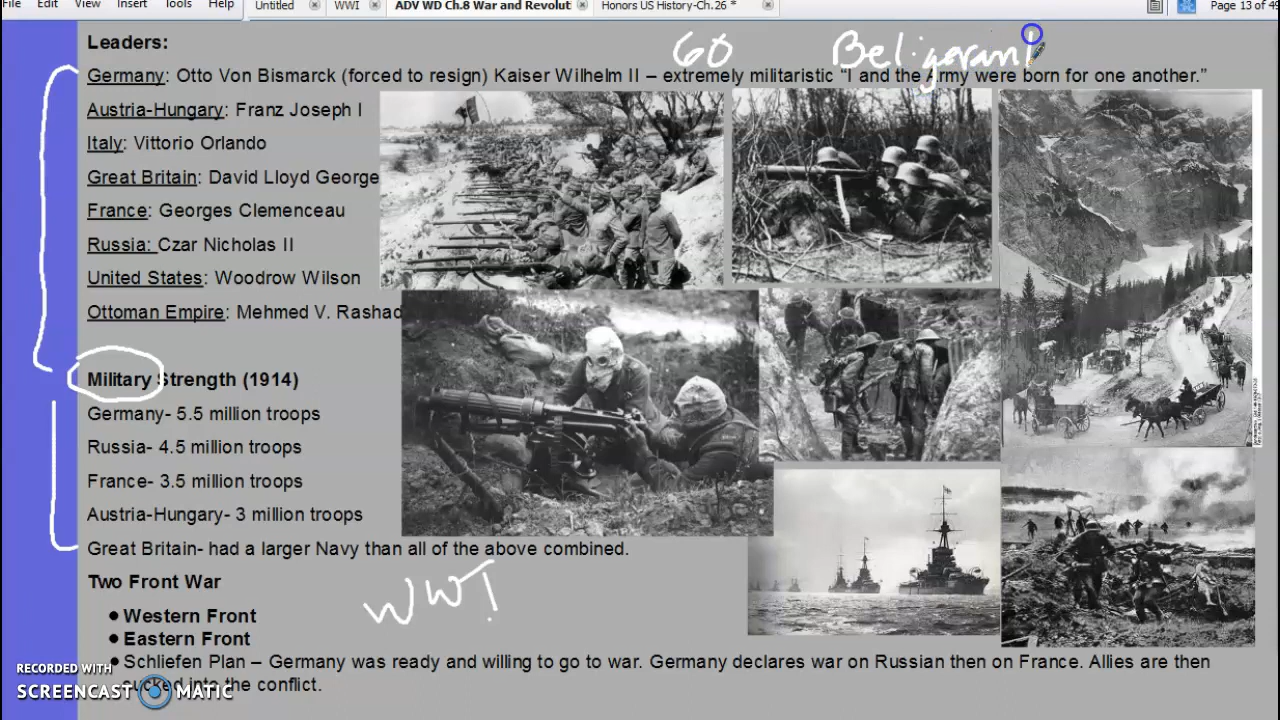 File Edit View Insert Tools Help Untitled WWI ADV WD Ch.8 War and Revoluti Honors US History-Ch.26 * Page 13 of 49
Leaders: 60 Beligerant
Germany: Otto Von Bismarck (forced to resign) Kaiser Wilhelm II – extremely militaristic “I and the Army were born for one another.”
Austria-Hungary: Franz Joseph I
Italy: Vittorio Orlando
Great Britain: David Lloyd George
France: Georges Clemenceau
Russia: Czar Nicholas II
United States: Woodrow Wilson
Ottoman Empire: Mehmed V. Rashad
Military Strength (1914)
Germany- 5.5 million troops
Russia- 4.5 million troops
France- 3.5 million troops
Austria-Hungary- 3 million troops
Great Britain- had a larger Navy than all of the above combined.
Two Front War
WWI
• Western Front
• Eastern Front
• Schliefen Plan – Germany was ready and willing to go to war. Germany declares war on Russian then on France. Allies are then
sucked into the conflict.
RECORDED WITH
SCREENCAST MATIC